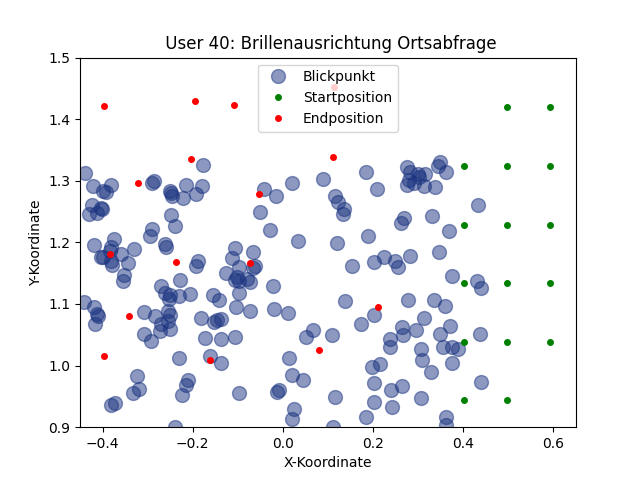 User 40: Brillenausrichtung Ortsabfrage
1.5
Blickpunkt
Startposition
Endposition
1.4
1.3
1.2
1.1
1.0
0.9
Y-Koordinate
−0.4 −0.2 0.0 0.2 0.4 0.6
X-Koordinate